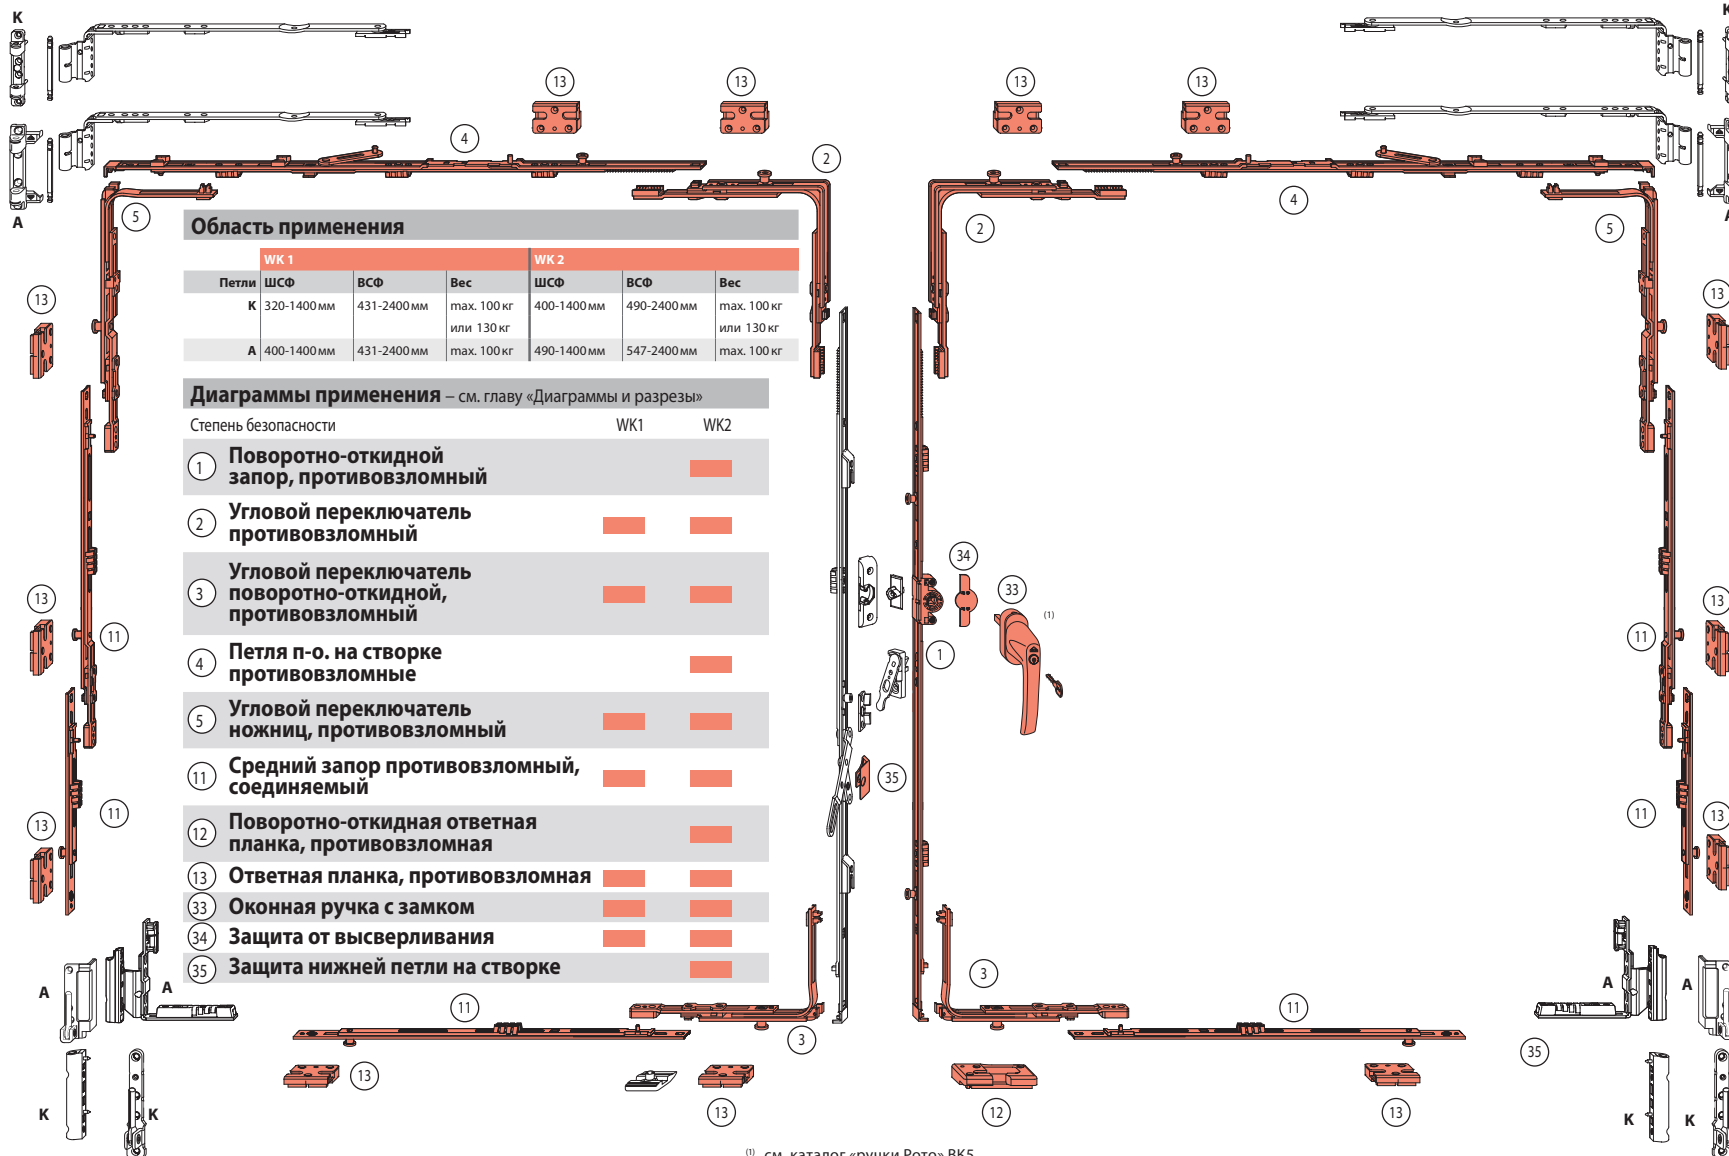 K
K
13
13
13
13
4
2
5
A
2
4
5
A
Область применения
WK 1 WK 2
Петли ШСФ ВСФ Вес ШСФ ВСФ Вес
K 320-1400 мм 431-2400 мм max. 100 кг 400-1400 мм 490-2400 мм max. 100 кг
или 130 кг или 130 кг
A 400-1400 мм 431-2400 мм max. 100 кг 490-1400 мм 547-2400 мм max. 100 кг
13
13
Диаграммы применения – см. главу «Диаграммы и разрезы»
Степень безопасности WK1 WK2
1 Поворотно-откидной
запор, противовзломный
2 Угловой переключатель
противовзломный
3 Угловой переключатель
поворотно-откидной,
противовзломный
4 Петля п-о. на створке
противовзломные
5 Угловой переключатель
ножниц, противовзломный
11 Средний запор противовзломный,
соединяемый
12 Поворотно-откидная ответная
планка, противовзломная
13 Ответная планка, противовзломная
33 Оконная ручка с замком
34 Защита от высверливания
35 Защита нижней петли на створке
34
33
(1)
1
35
13
11
11
13
13
11
11
13
A
A
11
3
3
11
A
A
35
13
13
12
13
K
K
K
K
(1) см. каталог «ручки Рото» ВК5